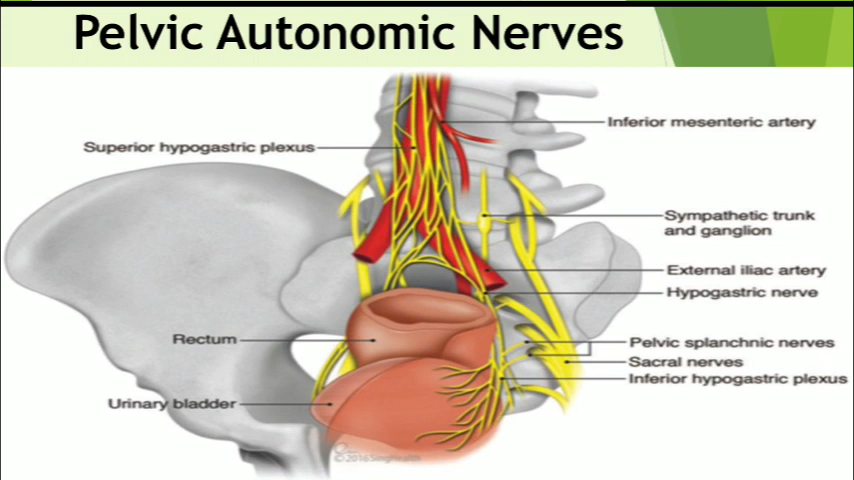 Pelvic Autonomic Nerves
Inferior mesenteric artery
Superior hypogastric plexus
Sympathetic trunk
and ganglion
External iliac artery
Hypogastric nerve
Rectum
Pelvic splanchnic nerves
Sacral nerves
Inferior hypogastric plexus
Urinary bladder
©2016SingHealth